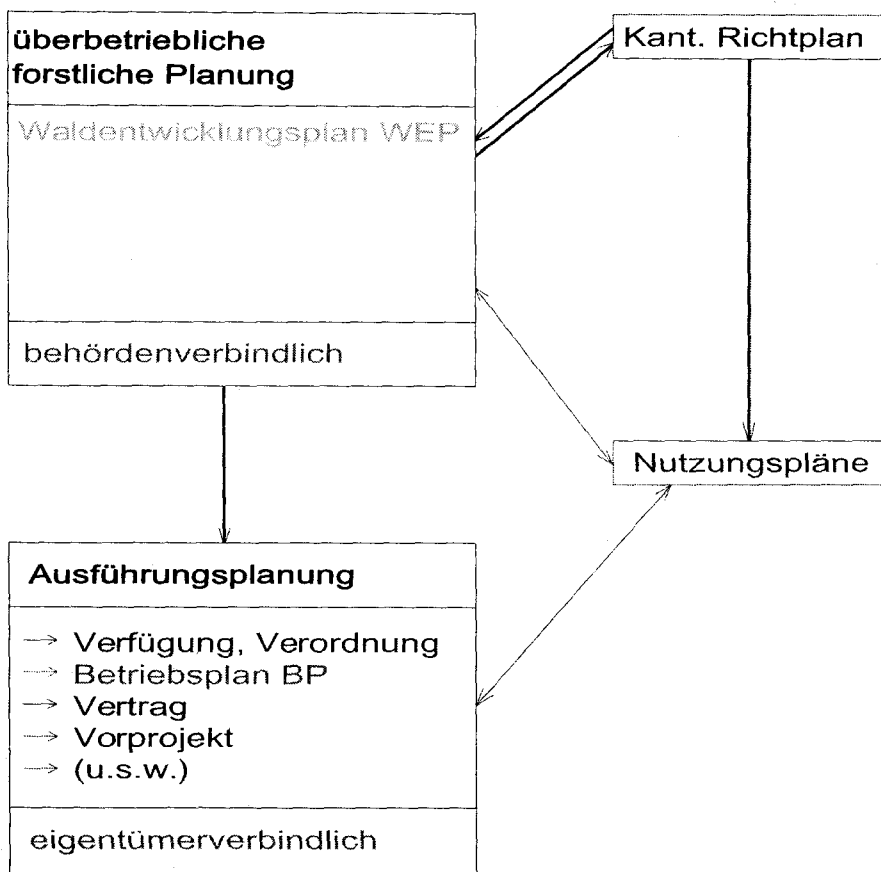 überbetriebliche
forstliche Planung
Waldentwicklungsplan WEP
behördenverbindlich
Kant. Richtplan
Nutzungspläne
Ausführungsplanung
→ Verfügung, Verordnung
→ Betriebsplan BP
→ Vertrag
→ Vorprojekt
→ (u.s.w.)
eigentümerverbindlich